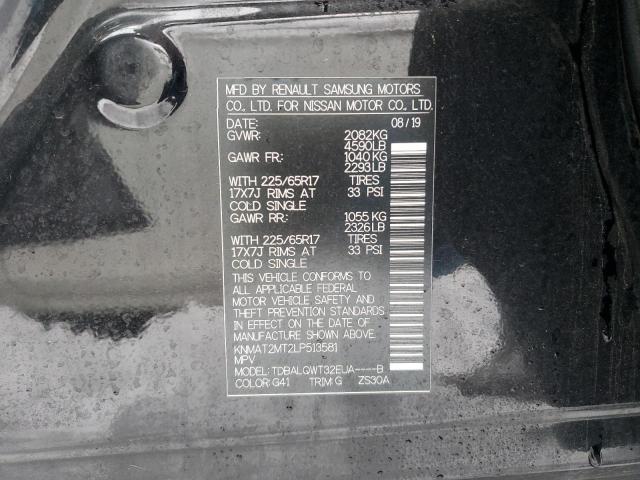 MFD BY RENAULT SAMSUNG MOTORS
CO., LTD. FOR NISSAN MOTOR CO., LTD.
DATE: 08/19
GVWR: 2082KG
4590LB
GAWR FR: 1040KG
2293LB
WITH 225/65R17 TIRES
17X7J RIMS AT 33 PSI
COLD SINGLE
GAWR RR: 1055 KG
2326LB
WITH 225/65R17 TIRES
17X7J RIMS AT 33 PSI
COLD SINGLE
THIS VEHICLE CONFORMS TO
ALL APPLICABLE FEDERAL
MOTOR VEHICLE SAFETY AND
THEFT PREVENTION STANDARDS
IN EFFECT ON THE DATE OF
MANUFACTURE SHOWN ABOVE.
KNMAT2MT2LP513581
MPV
MODEL:TDBALQWT32EUA----B
COLOR:G41 TRIM:G ZS30A